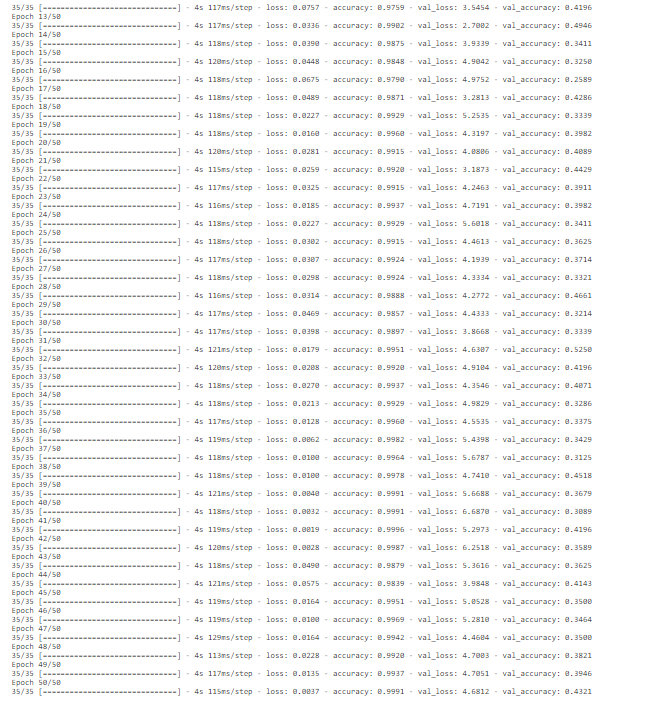 35/35 [==============================] - 4s 117ms/step - loss: 0.0757 - accuracy: 0.9759 - val_loss: 3.5454 - val_accuracy: 0.4196
Epoch 13/50
35/35 [==============================] - 4s 117ms/step - loss: 0.0336 - accuracy: 0.9902 - val_loss: 2.7002 - val_accuracy: 0.4946
Epoch 14/50
35/35 [==============================] - 4s 118ms/step - loss: 0.0390 - accuracy: 0.9875 - val_loss: 3.9339 - val_accuracy: 0.3411
Epoch 15/50
35/35 [==============================] - 4s 120ms/step - loss: 0.0448 - accuracy: 0.9848 - val_loss: 4.9042 - val_accuracy: 0.3250
Epoch 16/50
35/35 [==============================] - 4s 118ms/step - loss: 0.0675 - accuracy: 0.9790 - val_loss: 4.9752 - val_accuracy: 0.2589
Epoch 17/50
35/35 [==============================] - 4s 118ms/step - loss: 0.0489 - accuracy: 0.9871 - val_loss: 3.2813 - val_accuracy: 0.4286
Epoch 18/50
35/35 [==============================] - 4s 118ms/step - loss: 0.0227 - accuracy: 0.9929 - val_loss: 5.2535 - val_accuracy: 0.3339
Epoch 19/50
35/35 [==============================] - 4s 118ms/step - loss: 0.0160 - accuracy: 0.9960 - val_loss: 4.3197 - val_accuracy: 0.3982
Epoch 20/50
35/35 [==============================] - 4s 120ms/step - loss: 0.0281 - accuracy: 0.9915 - val_loss: 4.0806 - val_accuracy: 0.4089
Epoch 21/50
35/35 [==============================] - 4s 115ms/step - loss: 0.0259 - accuracy: 0.9920 - val_loss: 3.1873 - val_accuracy: 0.4429
Epoch 22/50
35/35 [==============================] - 4s 117ms/step - loss: 0.0325 - accuracy: 0.9915 - val_loss: 4.2463 - val_accuracy: 0.3911
Epoch 23/50
35/35 [==============================] - 4s 116ms/step - loss: 0.0185 - accuracy: 0.9937 - val_loss: 4.7191 - val_accuracy: 0.3982
Epoch 24/50
35/35 [==============================] - 4s 118ms/step - loss: 0.0227 - accuracy: 0.9929 - val_loss: 5.6018 - val_accuracy: 0.3411
Epoch 25/50
35/35 [==============================] - 4s 118ms/step - loss: 0.0302 - accuracy: 0.9915 - val_loss: 4.4613 - val_accuracy: 0.3625
Epoch 26/50
35/35 [==============================] - 4s 117ms/step - loss: 0.0307 - accuracy: 0.9924 - val_loss: 4.1939 - val_accuracy: 0.3714
Epoch 27/50
35/35 [==============================] - 4s 118ms/step - loss: 0.0298 - accuracy: 0.9924 - val_loss: 4.3334 - val_accuracy: 0.3321
Epoch 28/50
35/35 [==============================] - 4s 116ms/step - loss: 0.0314 - accuracy: 0.9888 - val_loss: 4.2772 - val_accuracy: 0.4661
Epoch 29/50
35/35 [==============================] - 4s 117ms/step - loss: 0.0469 - accuracy: 0.9857 - val_loss: 4.4333 - val_accuracy: 0.3214
Epoch 30/50
35/35 [==============================] - 4s 117ms/step - loss: 0.0398 - accuracy: 0.9897 - val_loss: 3.8668 - val_accuracy: 0.3339
Epoch 31/50
35/35 [==============================] - 4s 121ms/step - loss: 0.0179 - accuracy: 0.9951 - val_loss: 4.6307 - val_accuracy: 0.5250
Epoch 32/50
35/35 [==============================] - 4s 120ms/step - loss: 0.0208 - accuracy: 0.9920 - val_loss: 4.9104 - val_accuracy: 0.4196
Epoch 33/50
35/35 [==============================] - 4s 118ms/step - loss: 0.0270 - accuracy: 0.9937 - val_loss: 4.3546 - val_accuracy: 0.4071
Epoch 34/50
35/35 [==============================] - 4s 118ms/step - loss: 0.0213 - accuracy: 0.9929 - val_loss: 4.9829 - val_accuracy: 0.3286
Epoch 35/50
35/35 [==============================] - 4s 117ms/step - loss: 0.0128 - accuracy: 0.9960 - val_loss: 4.5535 - val_accuracy: 0.3375
Epoch 36/50
35/35 [==============================] - 4s 119ms/step - loss: 0.0062 - accuracy: 0.9982 - val_loss: 5.4398 - val_accuracy: 0.3429
Epoch 37/50
35/35 [==============================] - 4s 118ms/step - loss: 0.0100 - accuracy: 0.9964 - val_loss: 5.6787 - val_accuracy: 0.3125
Epoch 38/50
35/35 [==============================] - 4s 118ms/step - loss: 0.0100 - accuracy: 0.9978 - val_loss: 4.7410 - val_accuracy: 0.4518
Epoch 39/50
35/35 [==============================] - 4s 121ms/step - loss: 0.0040 - accuracy: 0.9991 - val_loss: 5.6688 - val_accuracy: 0.3679
Epoch 40/50
35/35 [==============================] - 4s 118ms/step - loss: 0.0032 - accuracy: 0.9991 - val_loss: 6.6870 - val_accuracy: 0.3089
Epoch 41/50
35/35 [==============================] - 4s 119ms/step - loss: 0.0019 - accuracy: 0.9996 - val_loss: 5.2973 - val_accuracy: 0.4196
Epoch 42/50
35/35 [==============================] - 4s 120ms/step - loss: 0.0028 - accuracy: 0.9987 - val_loss: 6.2518 - val_accuracy: 0.3589
Epoch 43/50
35/35 [==============================] - 4s 118ms/step - loss: 0.0490 - accuracy: 0.9879 - val_loss: 5.3616 - val_accuracy: 0.3625
Epoch 44/50
35/35 [==============================] - 4s 121ms/step - loss: 0.0575 - accuracy: 0.9839 - val_loss: 3.9848 - val_accuracy: 0.4143
Epoch 45/50
35/35 [==============================] - 4s 119ms/step - loss: 0.0164 - accuracy: 0.9951 - val_loss: 5.0528 - val_accuracy: 0.3500
Epoch 46/50
35/35 [==============================] - 4s 119ms/step - loss: 0.0100 - accuracy: 0.9969 - val_loss: 5.2810 - val_accuracy: 0.3464
Epoch 47/50
35/35 [==============================] - 4s 129ms/step - loss: 0.0164 - accuracy: 0.9942 - val_loss: 4.4604 - val_accuracy: 0.3500
Epoch 48/50
35/35 [==============================] - 4s 113ms/step - loss: 0.0228 - accuracy: 0.9920 - val_loss: 4.7003 - val_accuracy: 0.3821
Epoch 49/50
35/35 [==============================] - 4s 117ms/step - loss: 0.0135 - accuracy: 0.9937 - val_loss: 4.7051 - val_accuracy: 0.3946
Epoch 50/50
35/35 [==============================] - 4s 115ms/step - loss: 0.0037 - accuracy: 0.9991 - val_loss: 4.6812 - val_accuracy: 0.4321